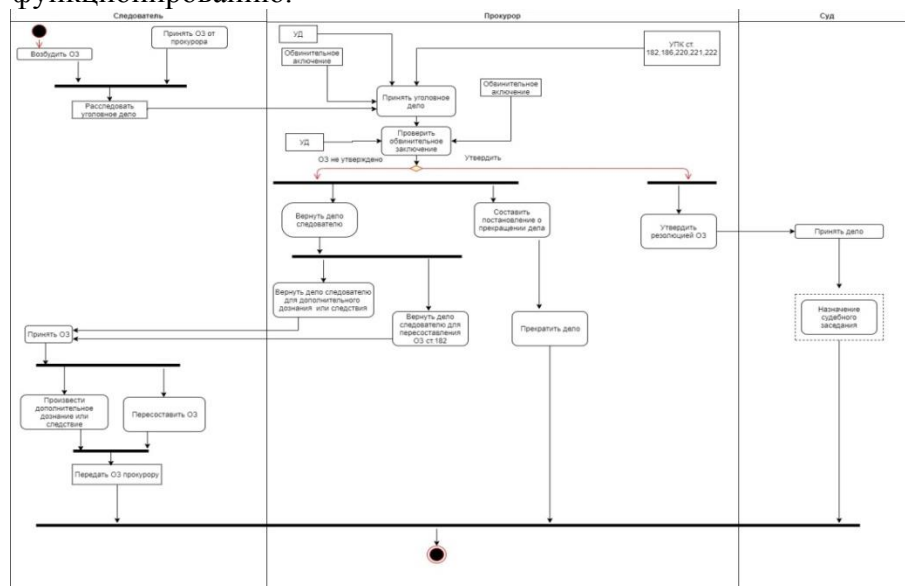 функционированию.
Следователь
Прокурор
Суд
Возбудить ОЗ
Принять ОЗ от
прокурора
Расследовать
уголовное дело
УД
Обвинительное
аключение
Принять уголовное
дело
УПК ст.
182,186,220,221,222
Обвинительное
аключение
УД
Проверить
обвинительное
заключение
ОЗ не утверждено
Утвердить
Вернуть дело
следователю
Составить
постановление о
прекращении дела
Утвердить
резолюцией ОЗ
Принять дело
Вернуть дело следователю
для дополнительного
дознания или следствия
Вернуть дело
следователю для
пересоставления
ОЗ ст.182
Прекратить дело
Назначение
судебного
заседания
Принять ОЗ
Произвести
дополнительное
дознание или
следствие
Пересоставить ОЗ
Передать ОЗ прокурору